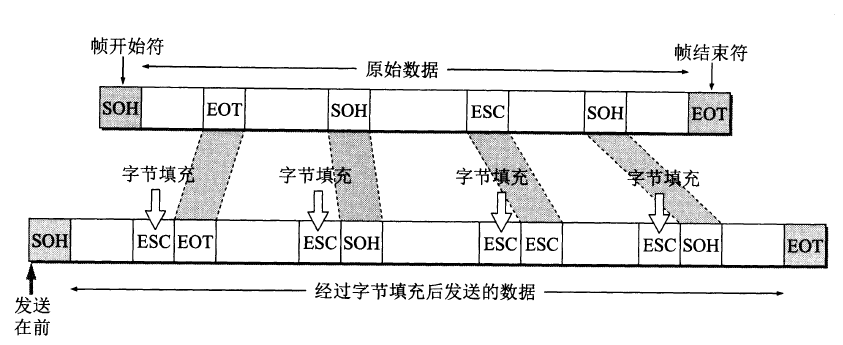 帧开始符
原始数据
帧结束符
SOH EOT SOH ESC SOH EOT
字节填充 字节填充 字节填充 字节填充
SOH ESC EOT ESC SOH ESC ESC ESC SOH EOT
经过字节填充后发送的数据
发送
在前